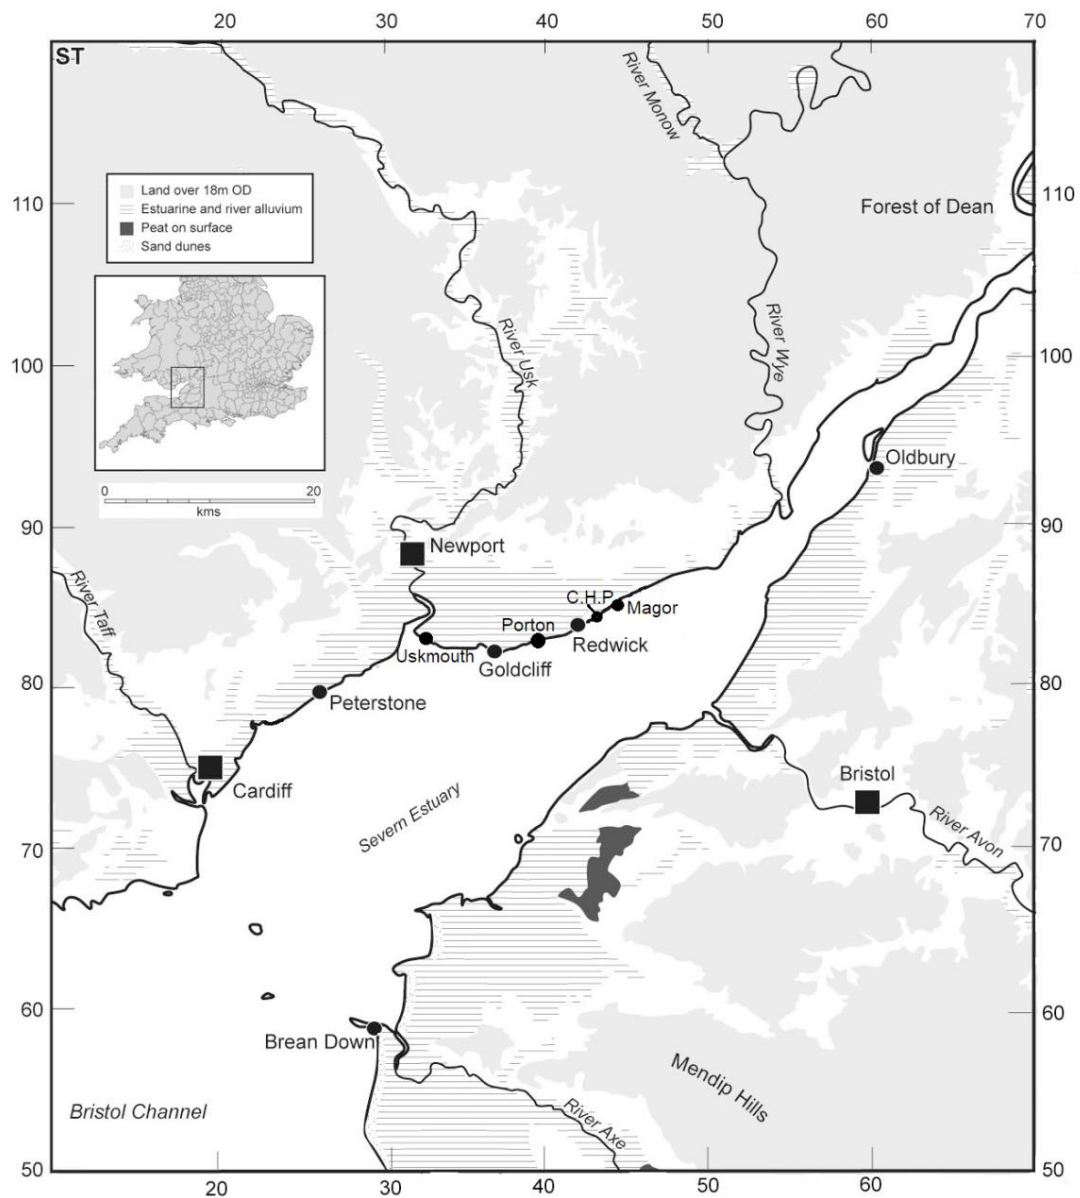 20 30 40 50 60 70
ST
River Monow
110
Land over 18m OD
Estuarine and river alluvium
Peat on surface
Sand dunes
Forest of Dean
110
River Usk
River Wye
100
100
Oldbury
0 20
kms
90
90
Newport
River Taff
C.H.P
Magor
Porton
Redwick
Uskmouth
Goldcliff
80
80
Peterstone
Cardiff
Bristol
Severn Estuary
River Avon
70
70
60
60
Brean Down
Mendip Hills
Bristol Channel
River Axe
50
50
20 30 40 50 60